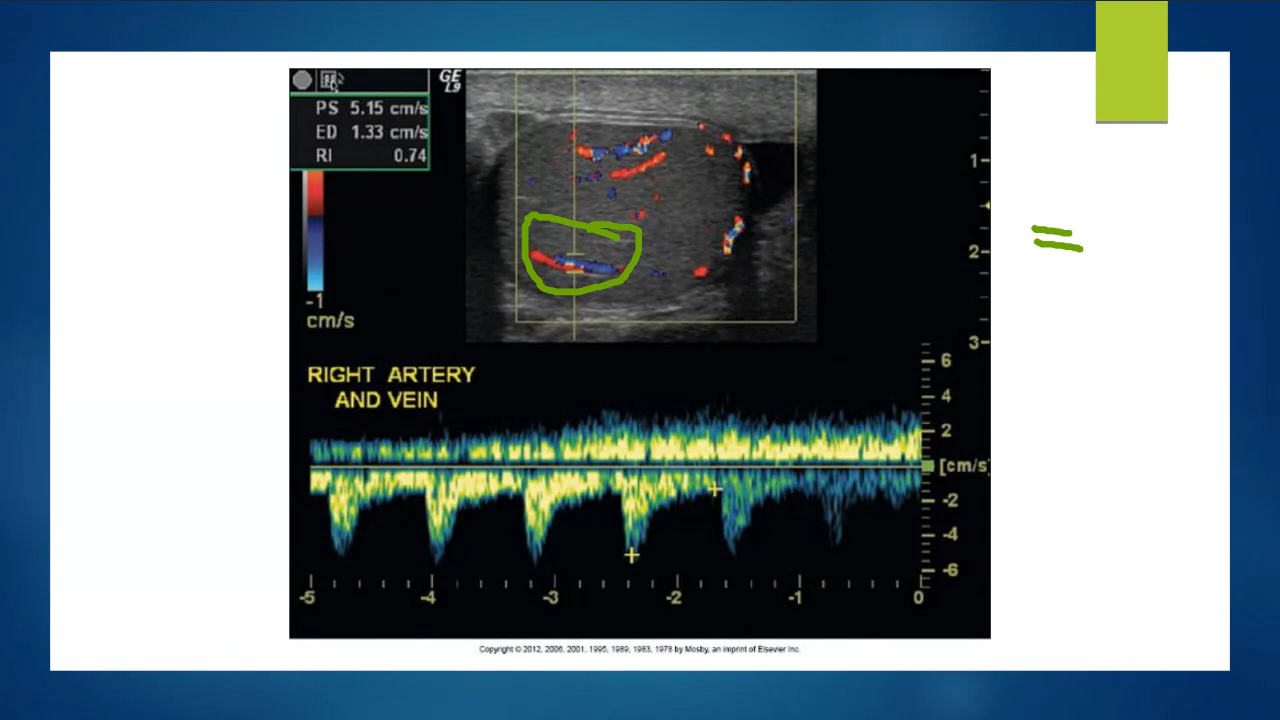 GE
L9
PS 5.15 cm/s
ED 1.33 cm/s
RI 0.74
1
2
3
-1
cm/s
RIGHT ARTERY
AND VEIN
6
4
2
[cm/s]
-2
-4
-6
-5 -4 -3 -2 -1 0
Copyright © 2012, 2006, 2001, 1995, 1989, 1983, 1978 by Mosby, an imprint of Elsevier Inc.